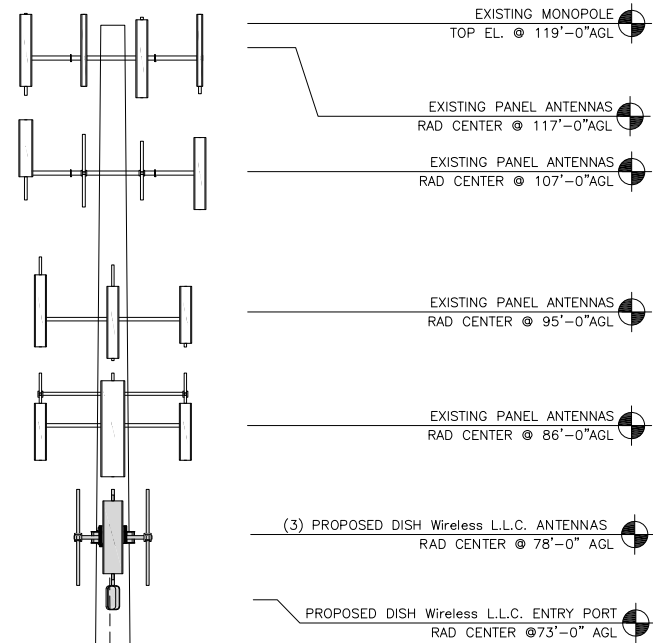 EXISTING MONOPOLE
TOP EL. @ 119'-0"AGL
EXISTING PANEL ANTENNAS
RAD CENTER @ 117'-0"AGL
EXISTING PANEL ANTENNAS
RAD CENTER @ 107'-0"AGL
EXISTING PANEL ANTENNAS
RAD CENTER @ 95'-0"AGL
EXISTING PANEL ANTENNAS
RAD CENTER @ 86'-0"AGL
(3) PROPOSED DISH Wireless L.L.C. ANTENNAS
RAD CENTER @ 78'-0" AGL
PROPOSED DISH Wireless L.L.C. ENTRY PORT
RAD CENTER @73'-0" AGL